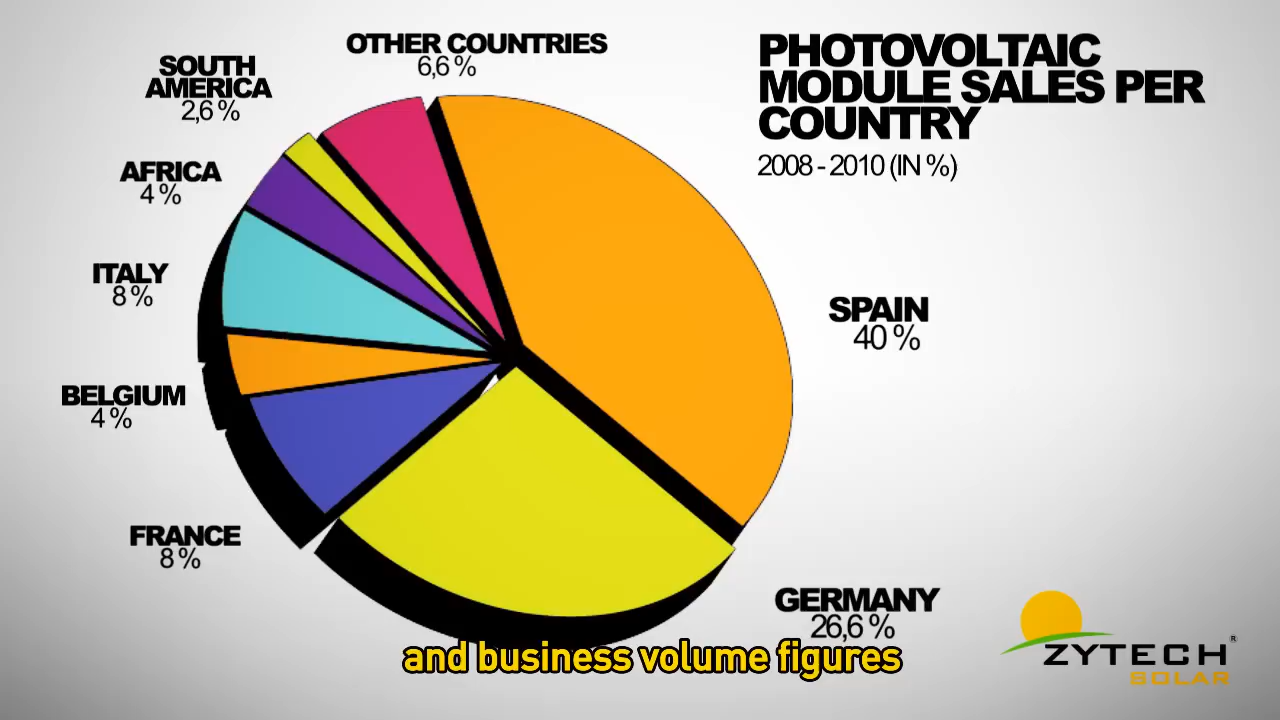 OTHER COUNTRIES
6,6 %
PHOTOVOLTAIC
MODULE SALES PER
COUNTRY
2008 - 2010 (IN %)
SOUTH
AMERICA
2,6 %
AFRICA
4 %
ITALY
8 %
SPAIN
40 %
BELGIUM
4 %
FRANCE
8 %
GERMANY
26,6 %
ZYTECH®
SOLAR
and business volume figures